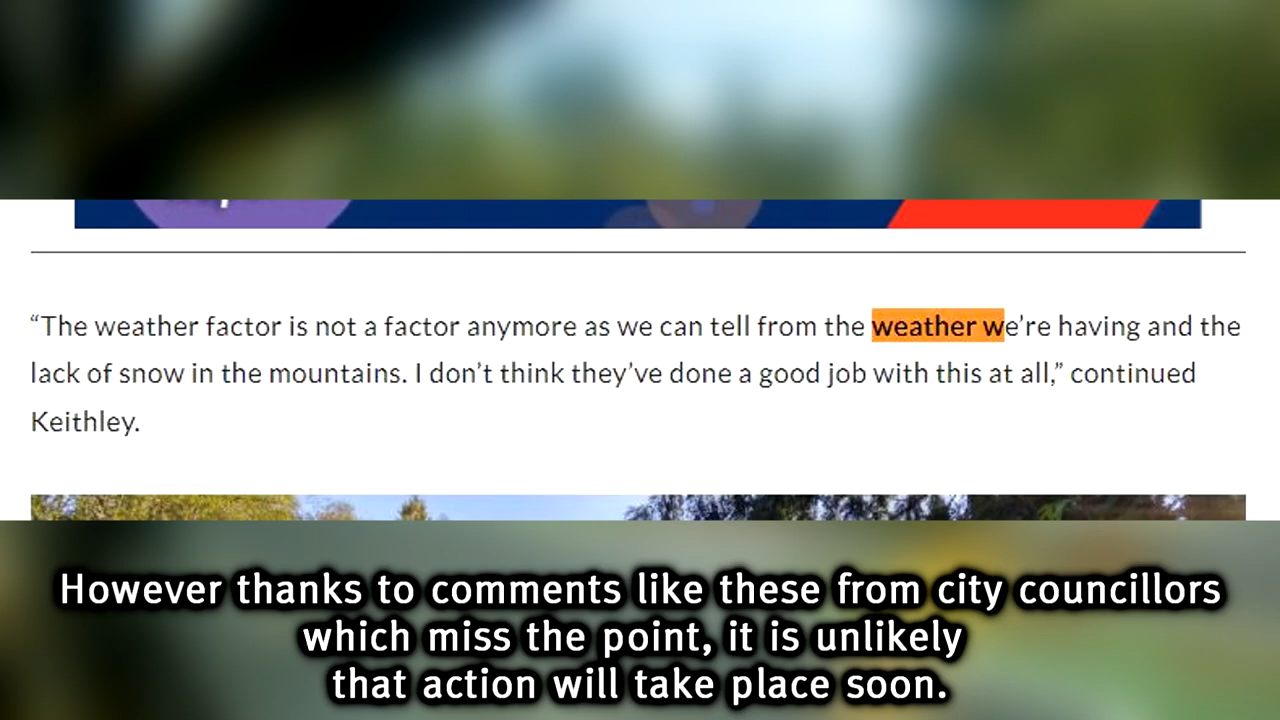 “The weather factor is not a factor anymore as we can tell from the weather we’re having and the
lack of snow in the mountains. I don’t think they’ve done a good job with this at all,” continued
Keithley.
However thanks to comments like these from city councillors
which miss the point, it is unlikely
that action will take place soon.